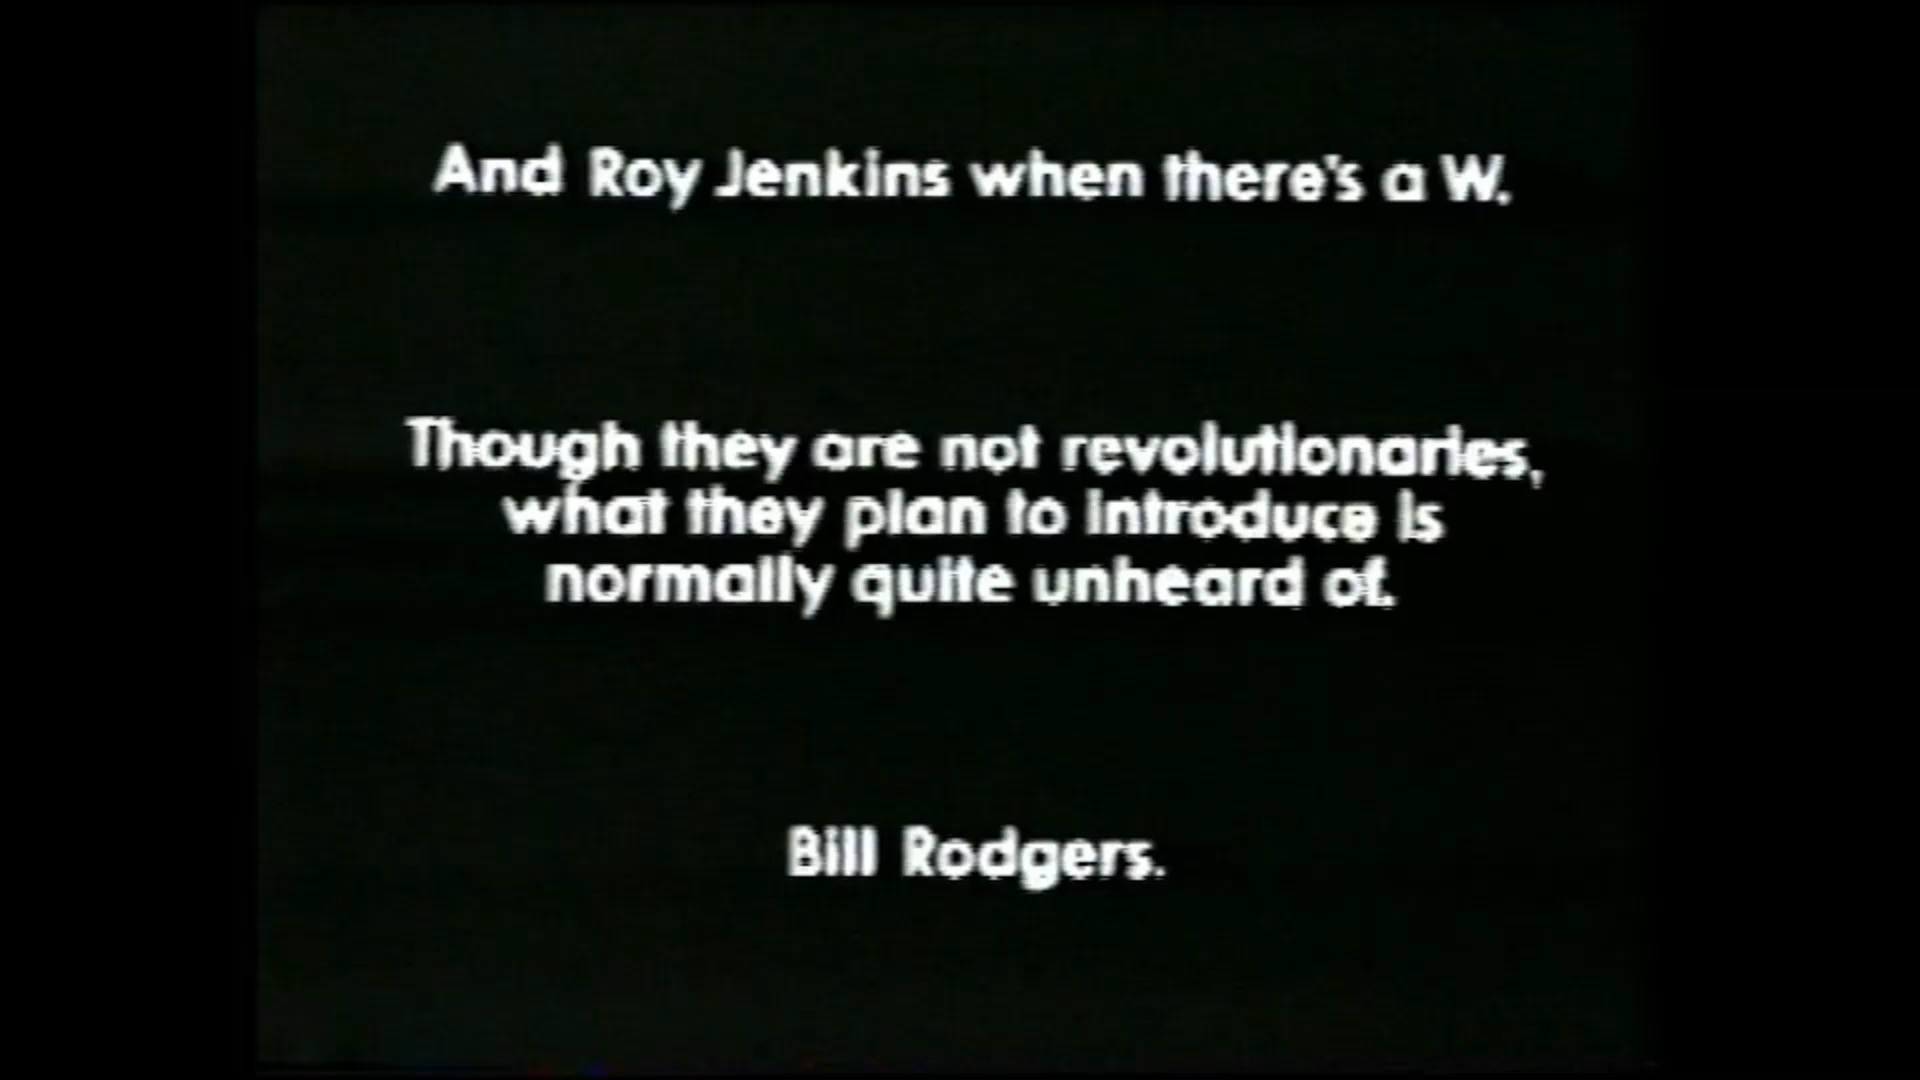 And Roy Jenkins when there's a W.
Though they are not revolutionaries,
what they plan to introduce is
normally quite unheard of.
Bill Rodgers.